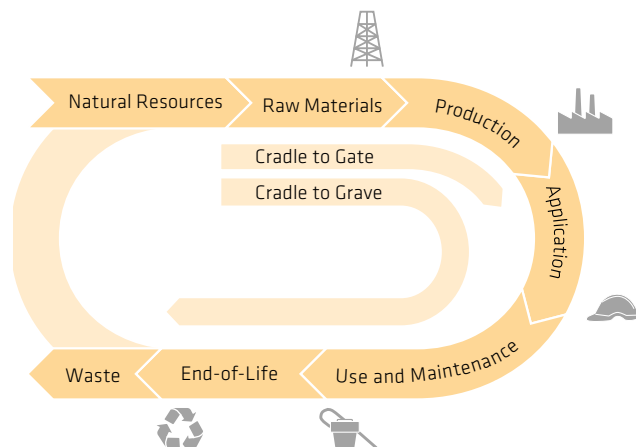 Natural Resources
Raw Materials
Production
Cradle to Gate
Cradle to Grave
Application
Use and Maintenance
End-of-Life
Waste